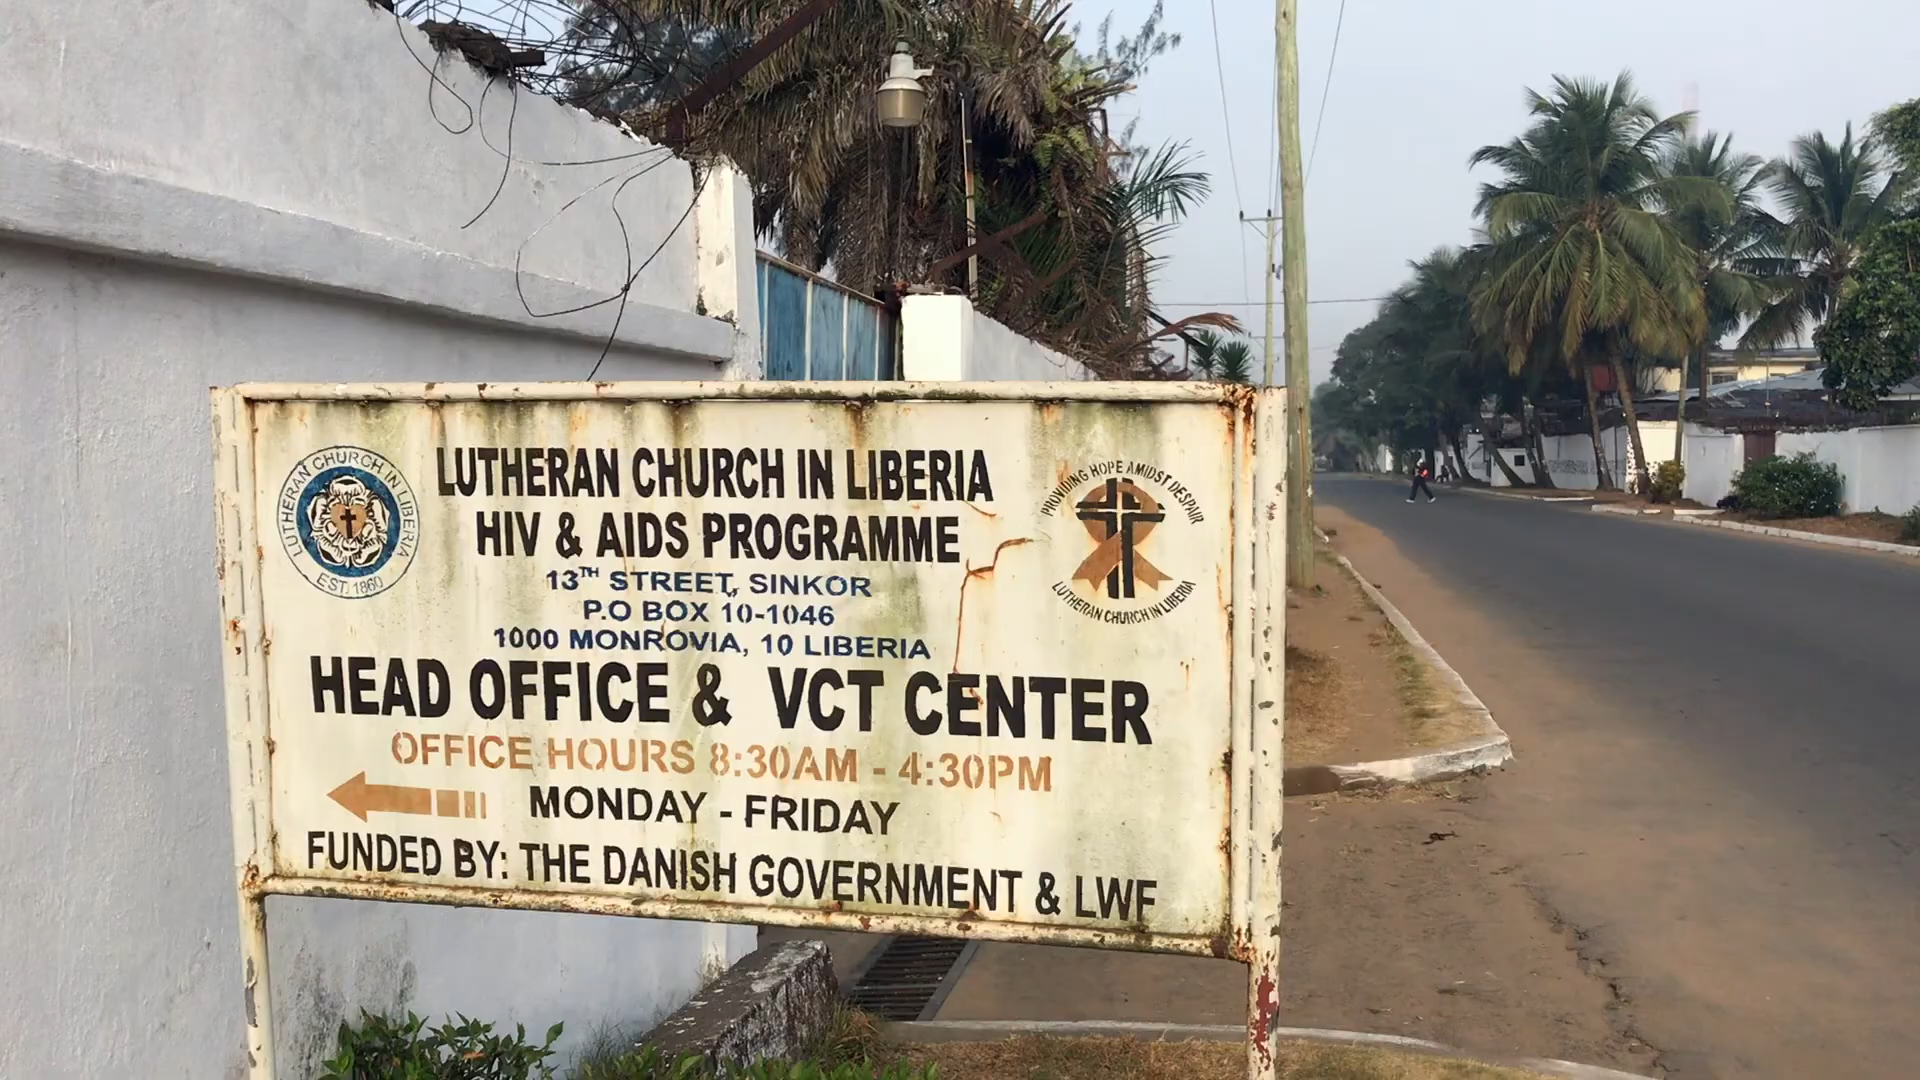 LUTHERAN CHURCH IN LIBERIA
EST. 1860
LUTHERAN CHURCH IN LIBERIA
HIV & AIDS PROGRAMME
13TH STREET, SINKOR
P.O BOX 10-1046
1000 MONROVIA, 10 LIBERIA
PROVIDING HOPE AMIDST DESPAIR
LUTHERAN CHURCH IN LIBERIA
HEAD OFFICE & VCT CENTER
OFFICE HOURS 8:30AM - 4:30PM
MONDAY - FRIDAY
FUNDED BY: THE DANISH GOVERNMENT & LWF